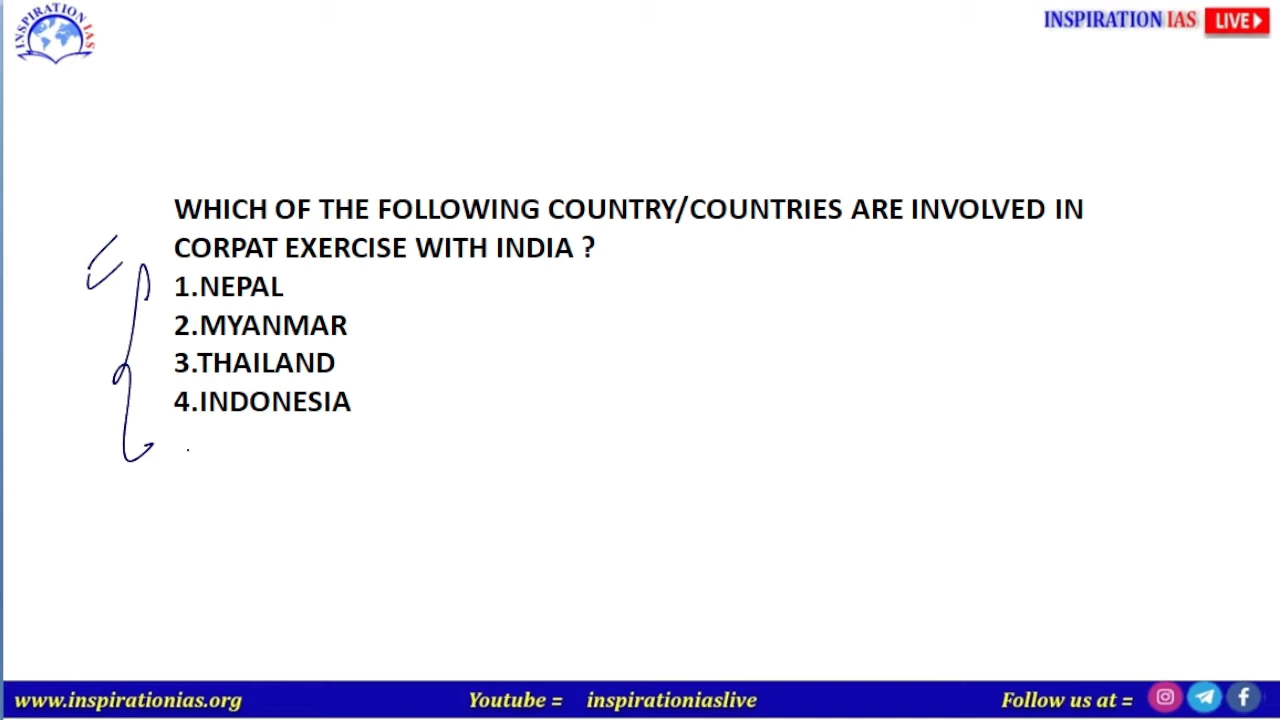 INSPIRATION IAS
INSPIRATION IAS LIVE
WHICH OF THE FOLLOWING COUNTRY/COUNTRIES ARE INVOLVED IN
CORPAT EXERCISE WITH INDIA ?
1.NEPAL
2.MYANMAR
3.THAILAND
4.INDONESIA
www.inspirationias.org Youtube = inspirationiaslive Follow us at =